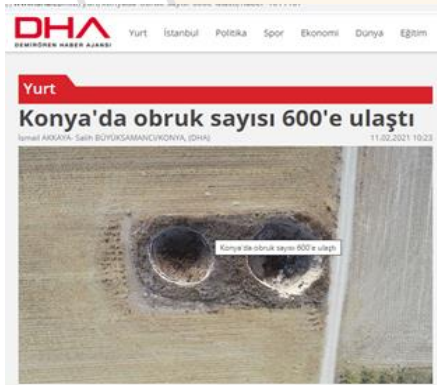 DHA
DEMİRÖREN HABER AJANSI
Yurt İstanbul Politika Spor Ekonomi Dünya Eğitim
Yurt
Konya'da obruk sayısı 600'e ulaştı
İsmail AKKAYA- Salih BÜYÜKSAMANCI/KONYA, (DHA) 11.02.2021 10:23
Konya'da obruk sayısı 600'e ulaştı